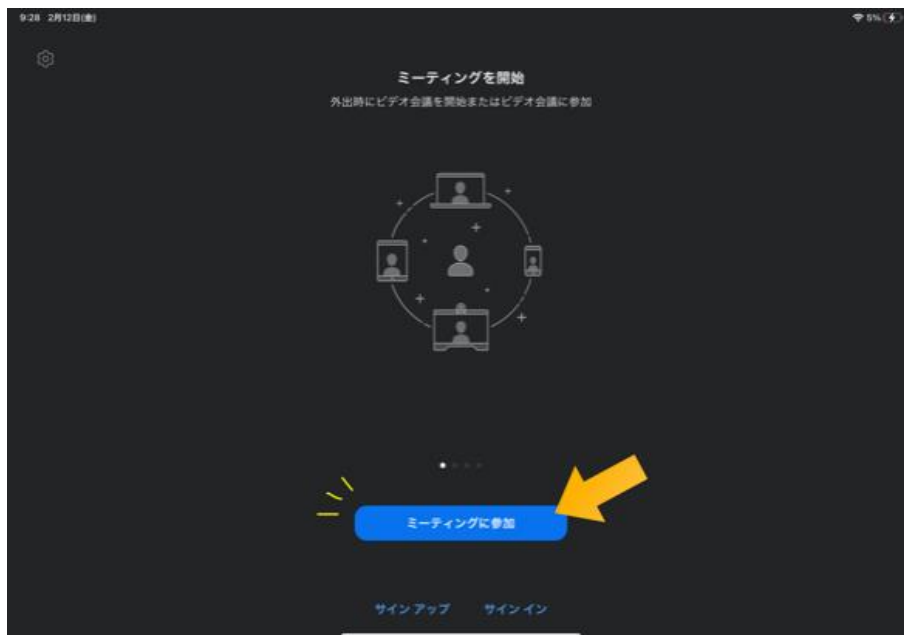 9:28 2月12日(金)
5%
ミーティングを開始
外出時にビデオ会議を開始またはビデオ会議に参加
ミーティングに参加
サイン アップ サイン イン